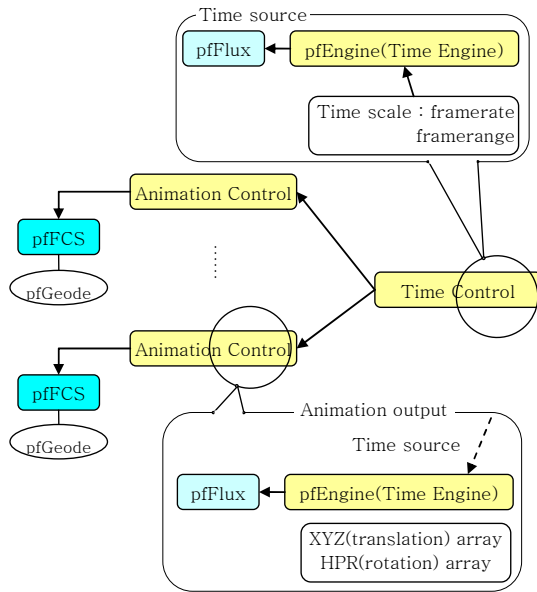 Time source
pfFlux
pfEngine(Time Engine)
Time scale : framerate
framerange
Animation Control
pfFCS
pfGeode
Time Control
Animation Control
pfFCS
pfGeode
Animation output
Time source
pfFlux
pfEngine(Time Engine)
XYZ(translation) array
HPR(rotation) array